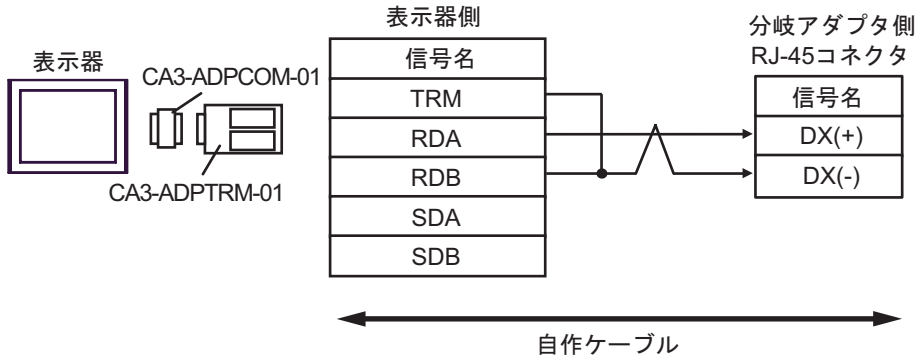 表示器
CA3-ADPCOM-01
CA3-ADPTRM-01
表示器側
信号名
TRM
RDA
RDB
SDA
SDB
分岐アダプタ側
RJ-45コネクタ
信号名
DX(+)
DX(-)
自作ケーブル